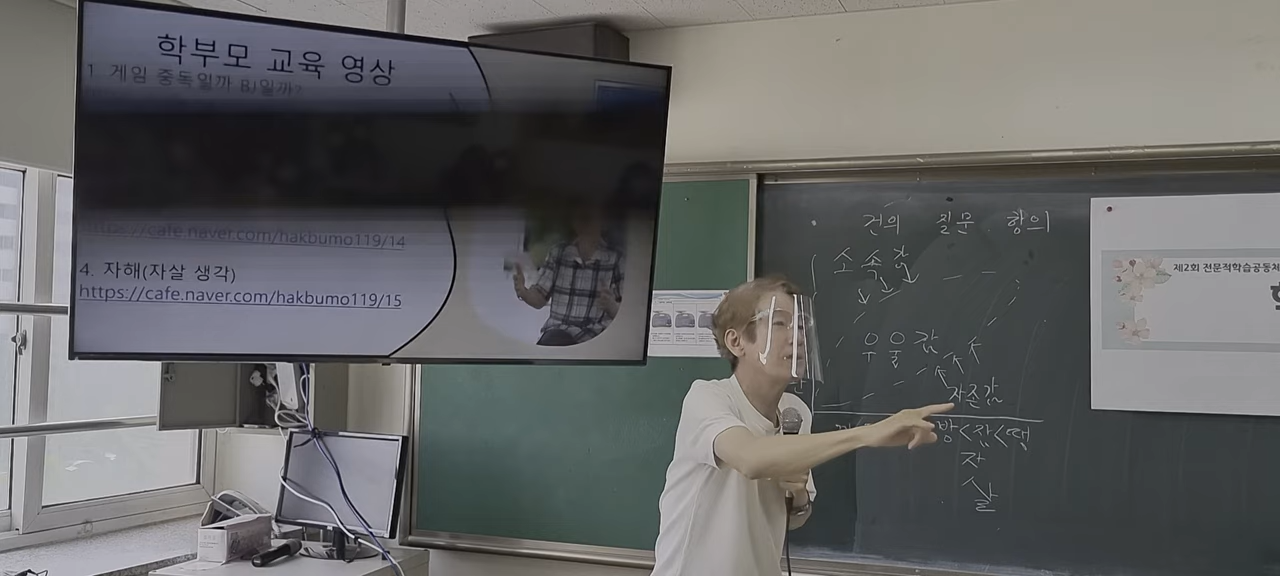 학부모 교육 영상
1. 게임 중독일까 BJ일까?
https://cafe.naver.com/hakbumo119/14
4. 자해(자살 생각)
https://cafe.naver.com/hakbumo119/15
건의 질문 항의
소속감
우울감
자존감
자
살
제2회 전문적학습공동체